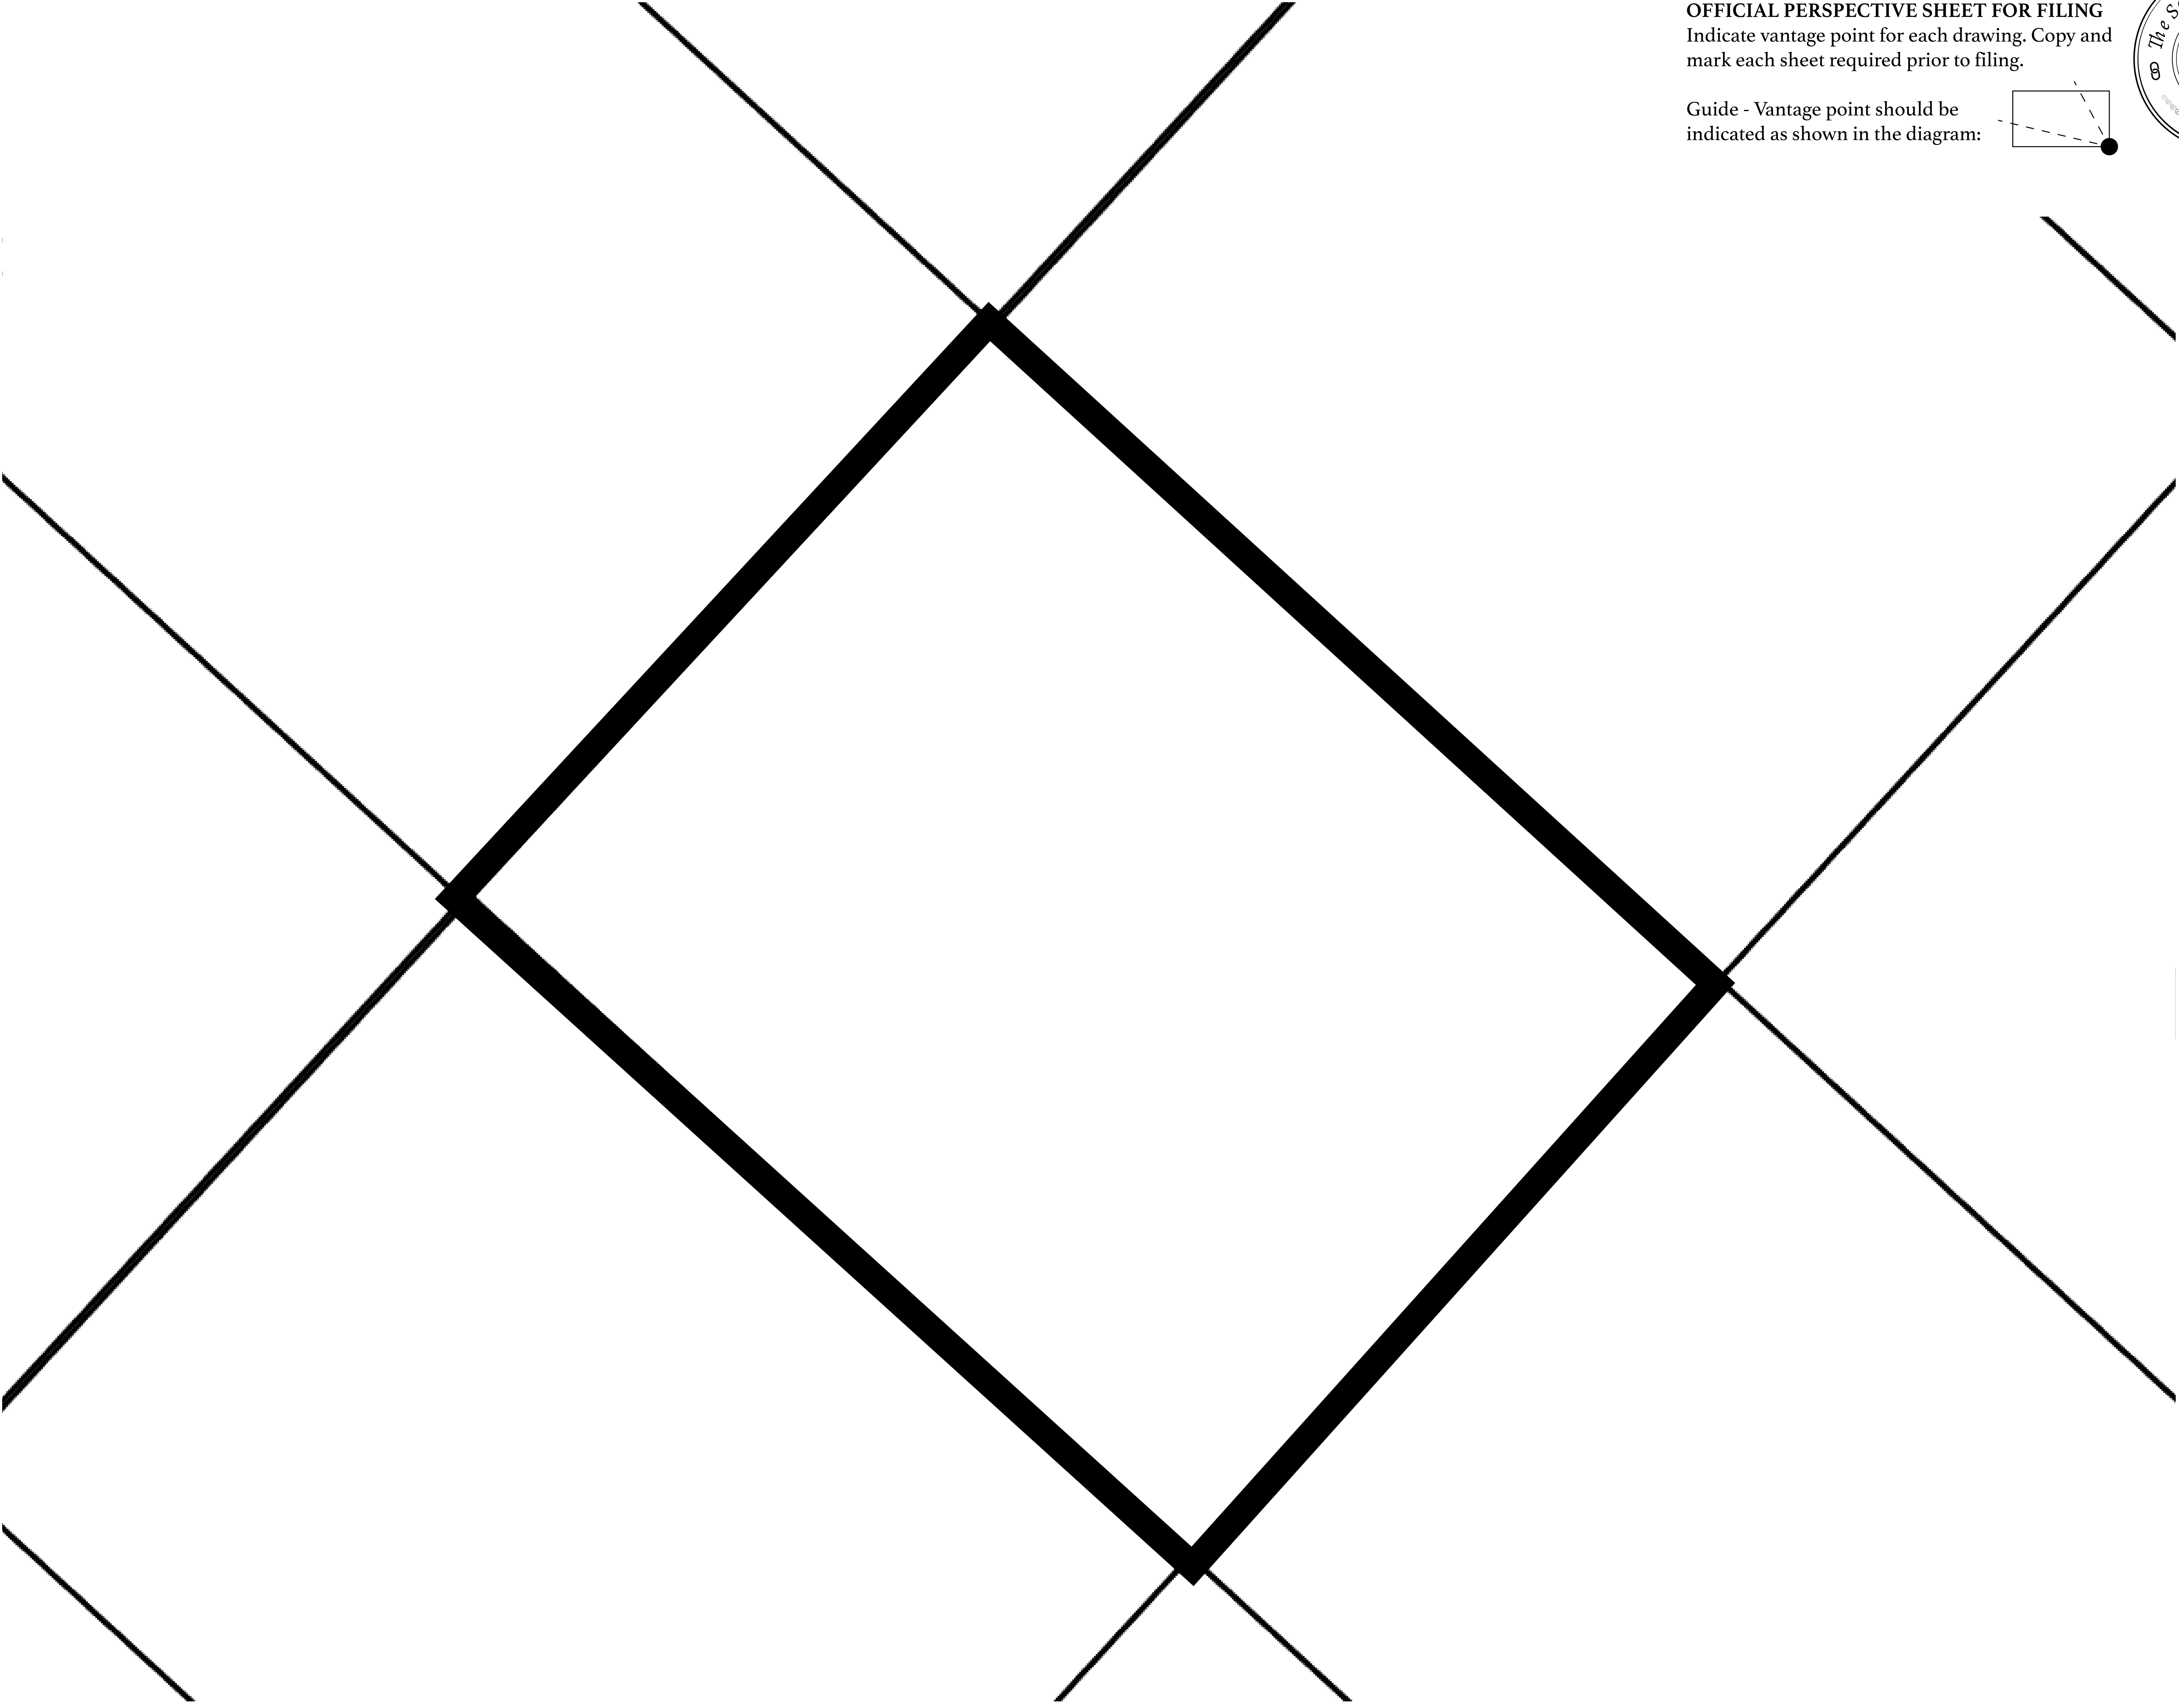 OFFICIAL PERSPECTIVE SHEET FOR FILING
Indicate vantage point for each drawing. Copy and
mark each sheet required prior to filing.
Guide - Vantage point should be
indicated as shown in the diagram:
The